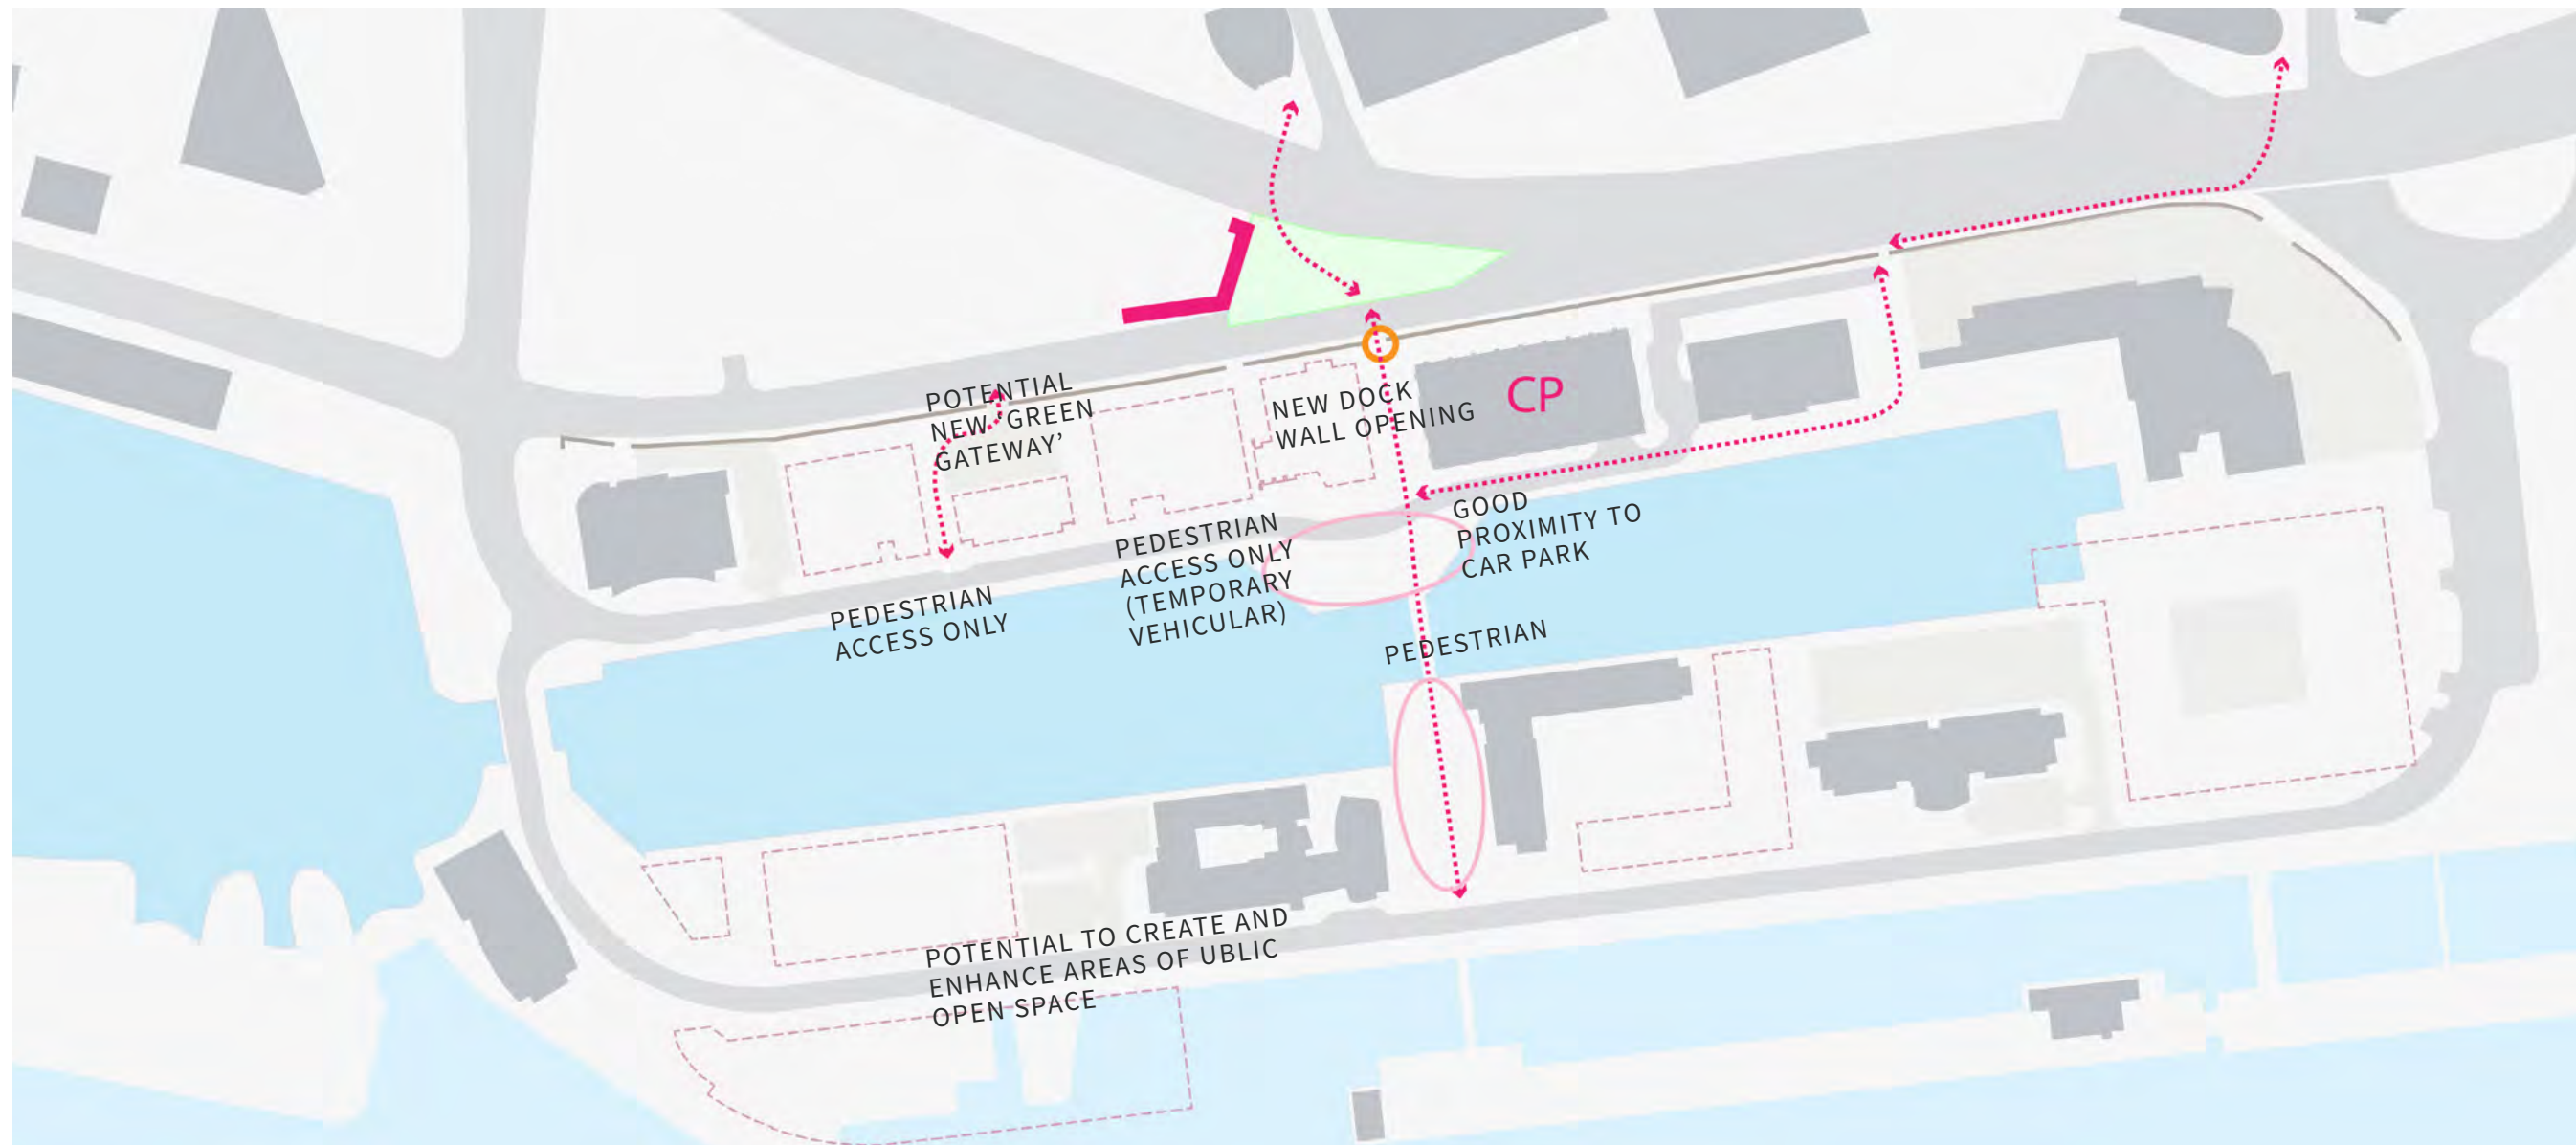 POTENTIAL
NEW ‘GREEN
GATEWAY’
NEW DOCK
WALL OPENING
CP
GOOD
PROXIMITY TO
CAR PARK
PEDESTRIAN
ACCESS ONLY
(TEMPORARY
VEHICULAR)
PEDESTRIAN
ACCESS ONLY
PEDESTRIAN
POTENTIAL TO CREATE AND
ENHANCE AREAS OF UBLIC
OPEN SPACE